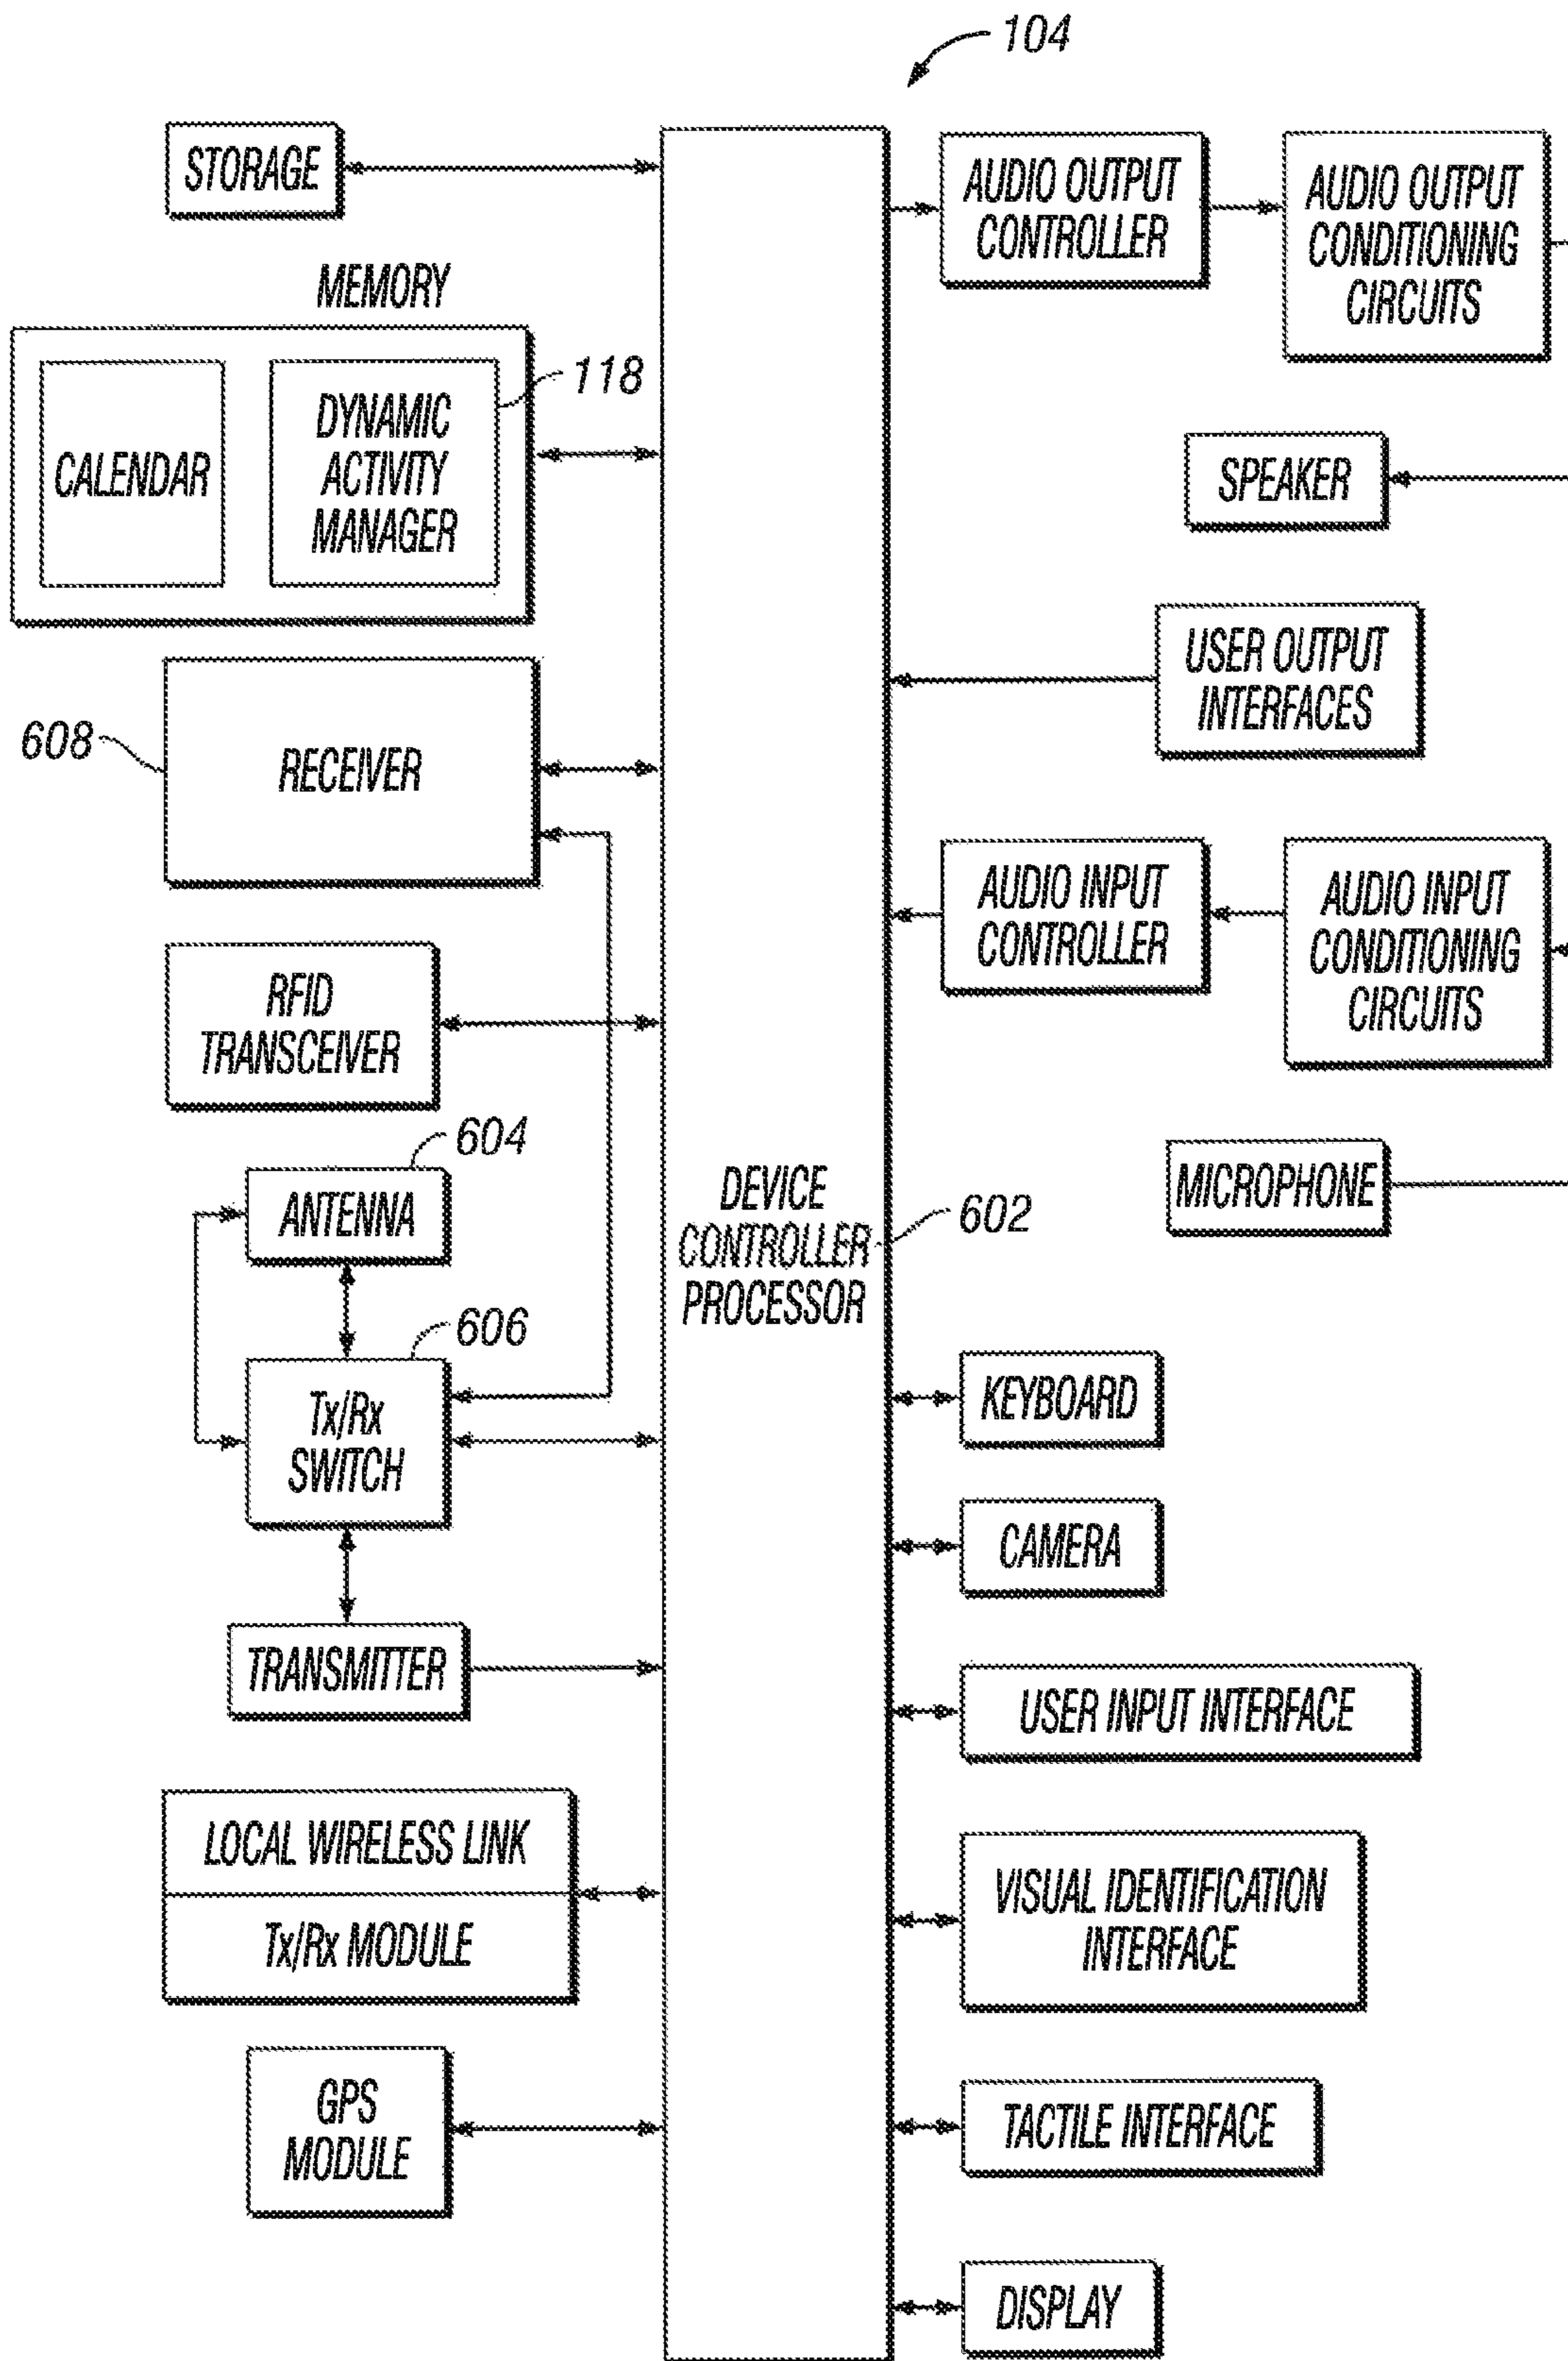 104
STORAGE
MEMORY
CALENDAR
DYNAMIC
ACTIVITY
MANAGER
118
608
RECEIVER
RFID
TRANSCEIVER
604
ANTENNA
606
Tx/Rx
SWITCH
TRANSMITTER
LOCAL WIRELESS LINK
Tx/Rx MODULE
GPS
MODULE
DEVICE
CONTROLLER
PROCESSOR
602
AUDIO OUTPUT
CONTROLLER
AUDIO OUTPUT
CONDITIONING
CIRCUITS
SPEAKER
USER OUTPUT
INTERFACES
AUDIO INPUT
CONTROLLER
AUDIO INPUT
CONDITIONING
CIRCUITS
MICROPHONE
KEYBOARD
CAMERA
USER INPUT INTERFACE
VISUAL IDENTIFICATION
INTERFACE
TACTILE INTERFACE
DISPLAY